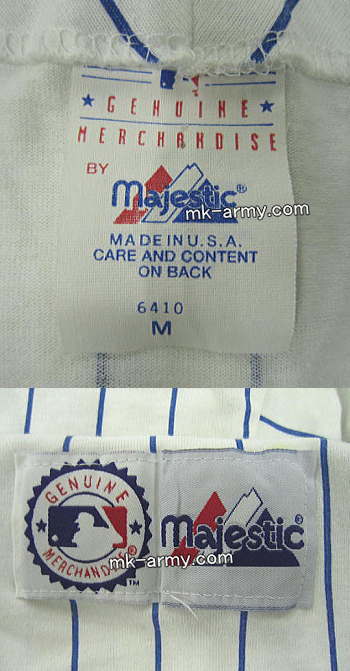 ★ GENUINE ★
MERCHANDISE
BY
Majestic®
mk-army.com
MADE IN U.S.A.
CARE AND CONTENT
ON BACK
6410
M
GENUINE
MERCHANDISE®
™
Majestic®
mk-army.com